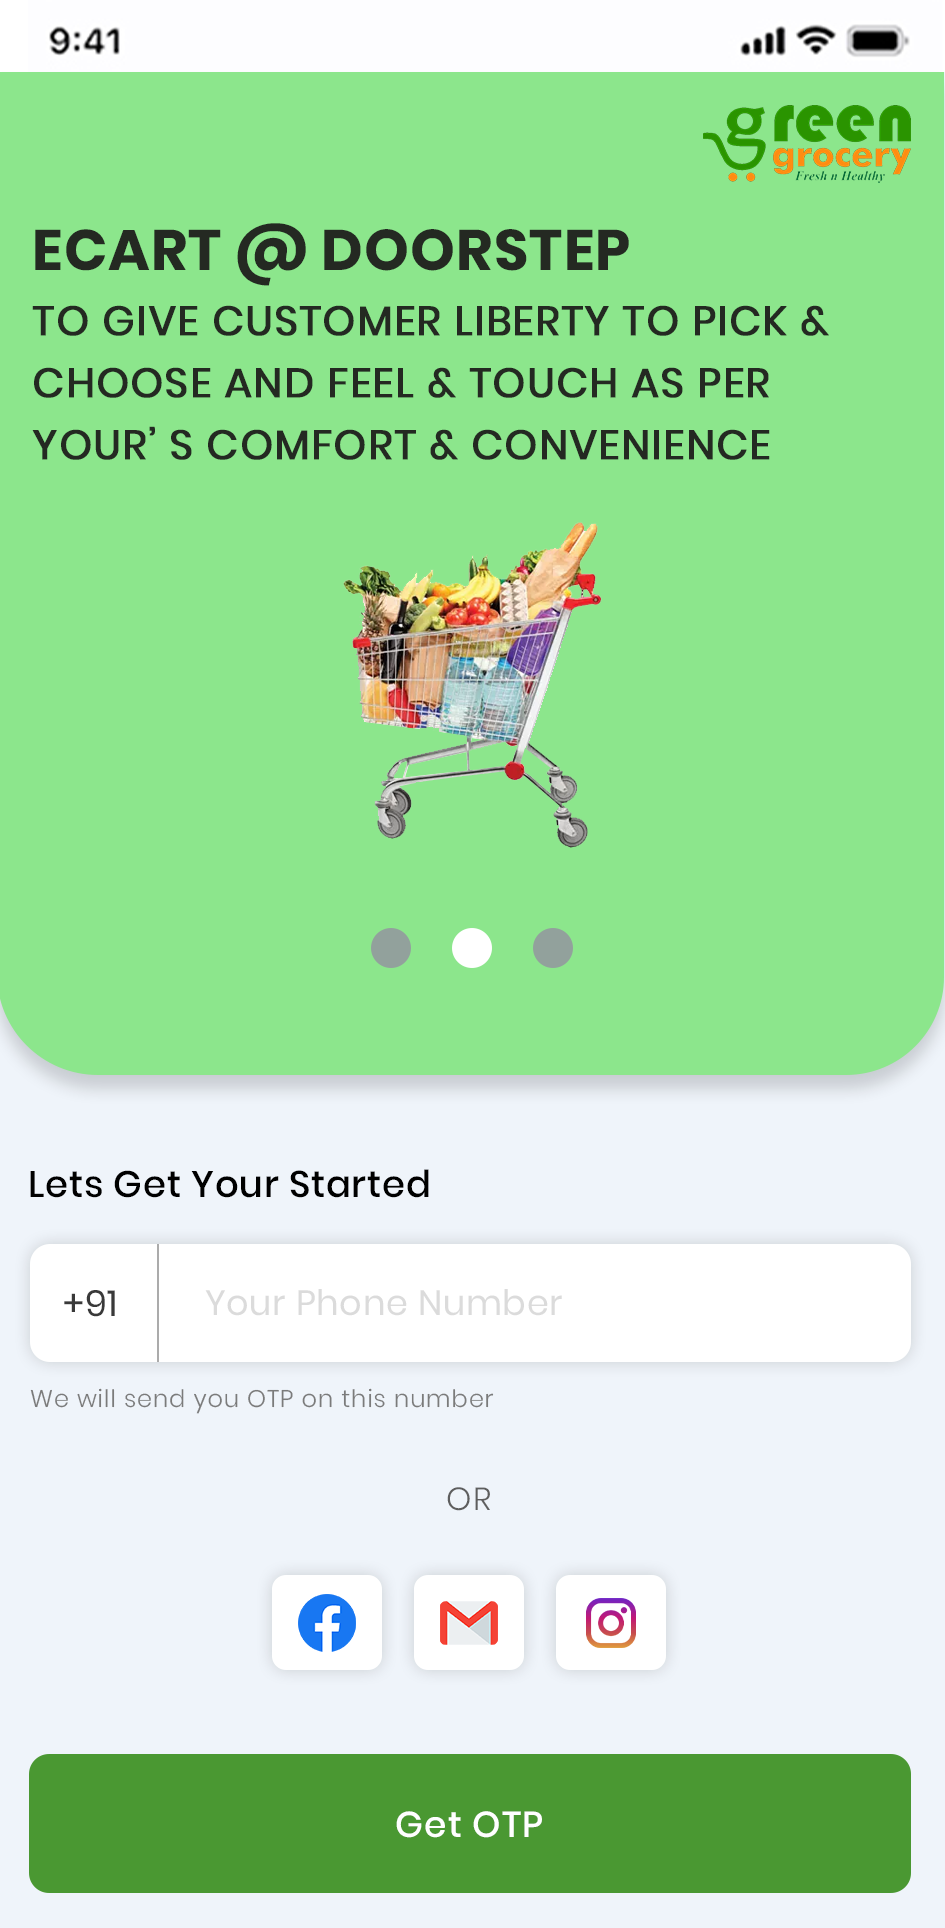 9:41
green
grocery
Fresh n Healthy
ECART @ DOORSTEP
TO GIVE CUSTOMER LIBERTY TO PICK &
CHOOSE AND FEEL & TOUCH AS PER
YOUR’ S COMFORT & CONVENIENCE
Lets Get Your Started
+91 Your Phone Number
We will send you OTP on this number
OR
Get OTP